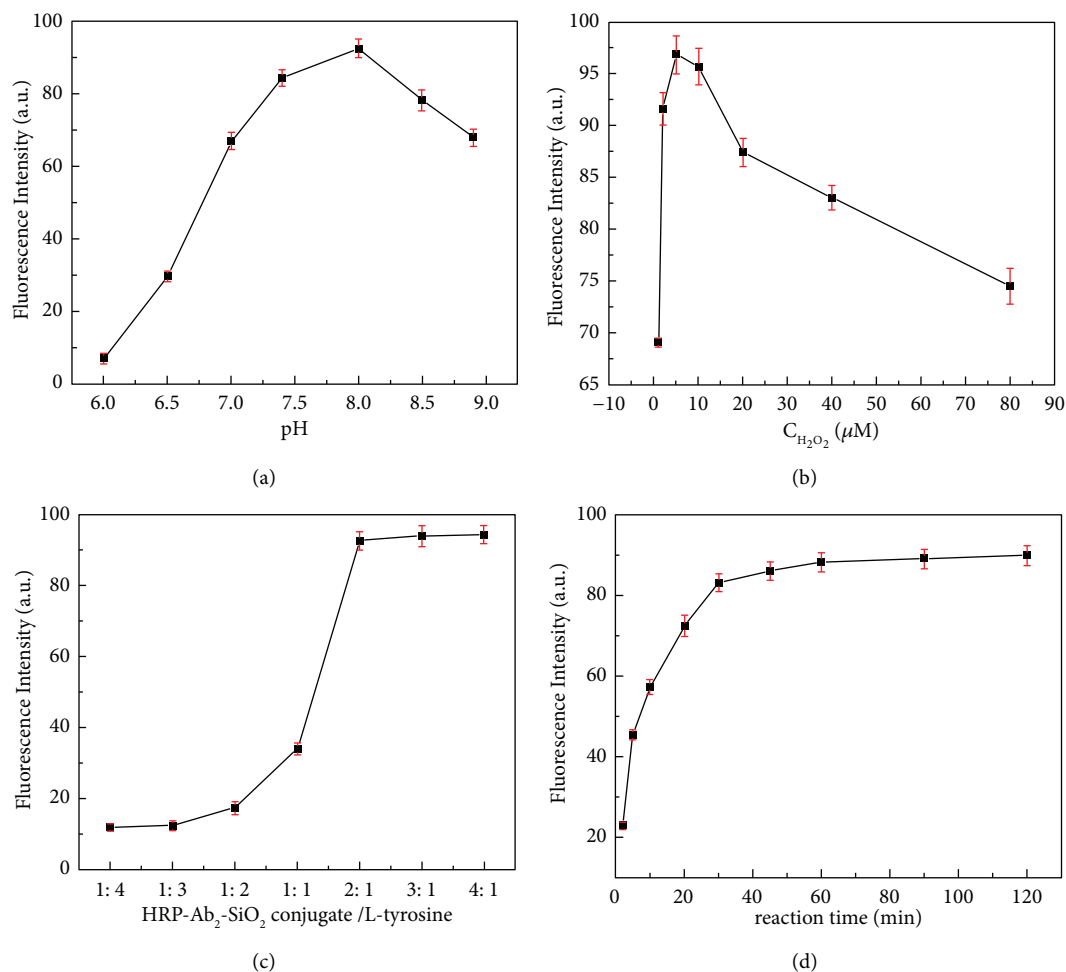 100
80
60
40
20
0
Fluorescence Intensity (a.u.)
6.0 6.5 7.0 7.5 8.0 8.5 9.0
pH
(a)
100
95
90
85
80
75
70
65
Fluorescence Intensity (a.u.)
−10 0 10 20 30 40 50 60 70 80 90
C_H₂O₂ (μM)
(b)
100
80
60
40
20
0
Fluorescence Intensity (a.u.)
1: 4 1: 3 1: 2 1: 1 2: 1 3: 1 4: 1
HRP-Ab₂-SiO₂ conjugate /L-tyrosine
(c)
100
80
60
40
20
Fluorescence Intensity (a.u.)
0 20 40 60 80 100 120
reaction time (min)
(d)